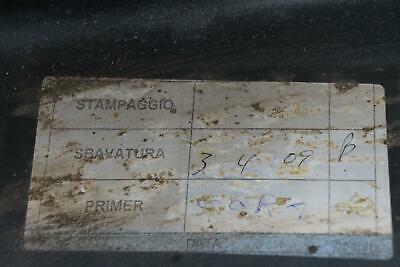 STAMPAGGIO
SBAVATURA 3 4 09
PRIMER
DATA